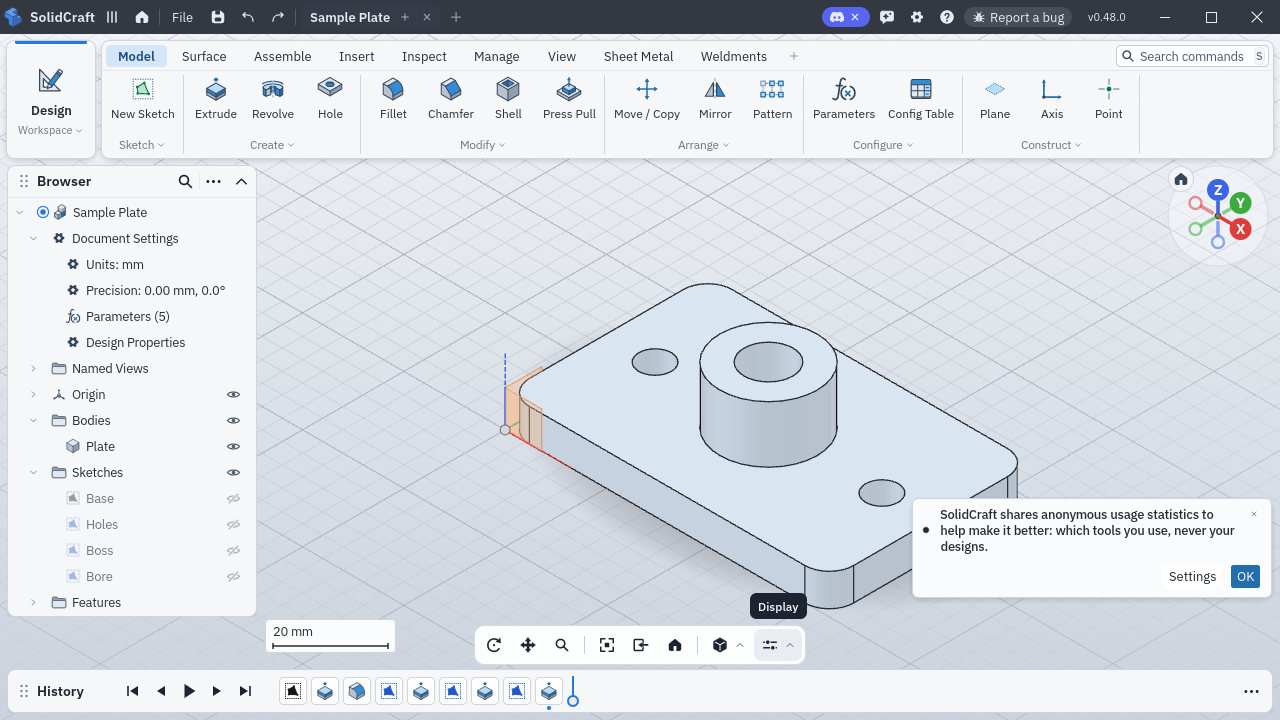 SolidCraft
File
Sample Plate
Report a bug
v0.48.0
Design
Workspace
Model
Surface
Assemble
Insert
Inspect
Manage
View
Sheet Metal
Weldments
Search commands
S
New Sketch
Extrude
Revolve
Hole
Fillet
Chamfer
Shell
Press Pull
Move / Copy
Mirror
Pattern
Parameters
Config Table
Plane
Axis
Point
Sketch
Create
Modify
Arrange
Configure
Construct
Browser
Sample Plate
Document Settings
Units: mm
Precision: 0.00 mm, 0.0°
Parameters (5)
Design Properties
Named Views
Origin
Bodies
Plate
Sketches
Base
Holes
Boss
Bore
Features
Z
Y
X
SolidCraft shares anonymous usage statistics to
help make it better: which tools you use, never your
designs.
Settings
OK
Display
20 mm
History